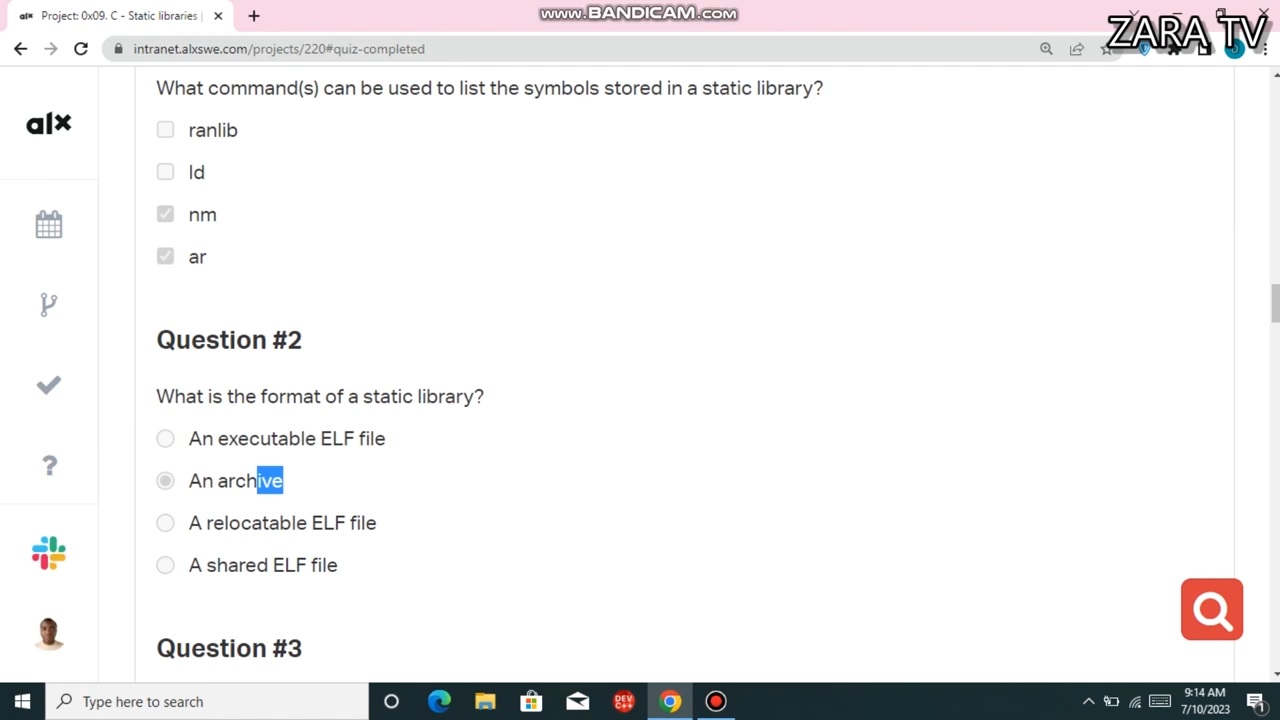 Project: 0x09. C - Static libraries |
www.BANDICAM.com
ZARA TV
intranet.alxswe.com/projects/220#quiz-completed
alx
What command(s) can be used to list the symbols stored in a static library?
ranlib
ld
nm
ar
Question #2
What is the format of a static library?
An executable ELF file
An archive
A relocatable ELF file
A shared ELF file
Question #3
Type here to search
DEV C++
9:14 AM
7/10/2023
1